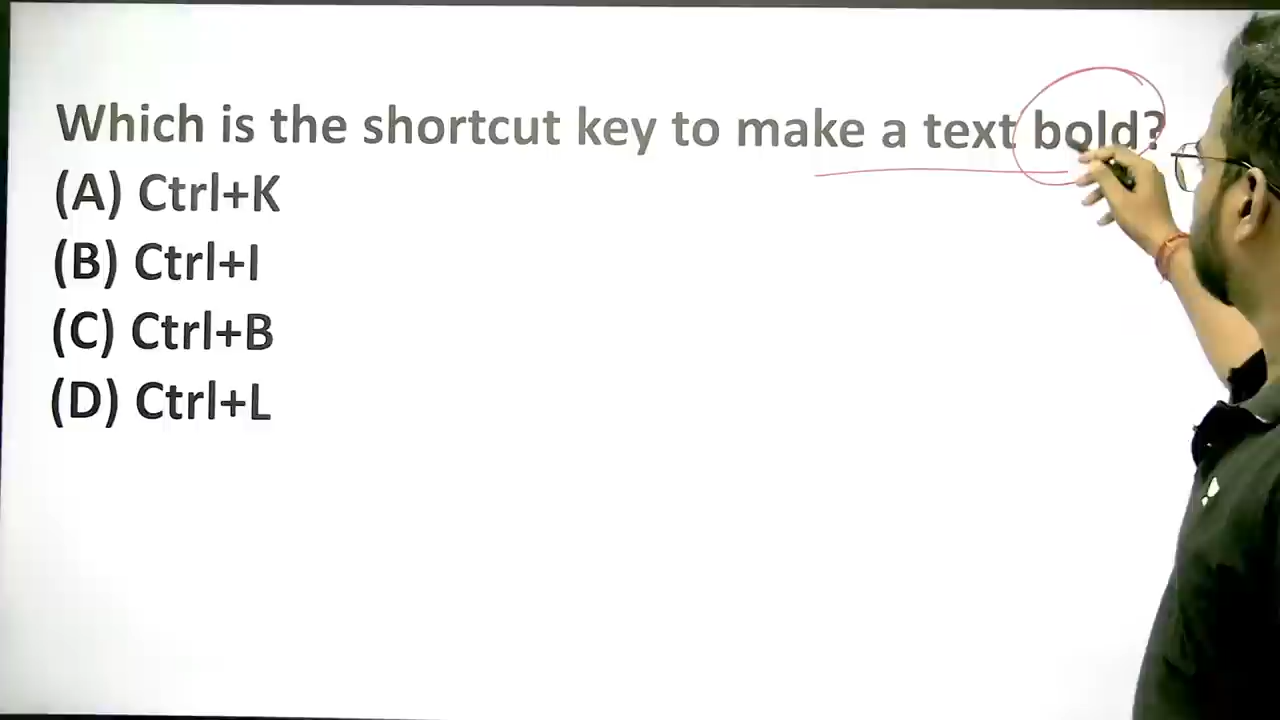 Which is the shortcut key to make a text bold?
(A) Ctrl+K
(B) Ctrl+I
(C) Ctrl+B
(D) Ctrl+L